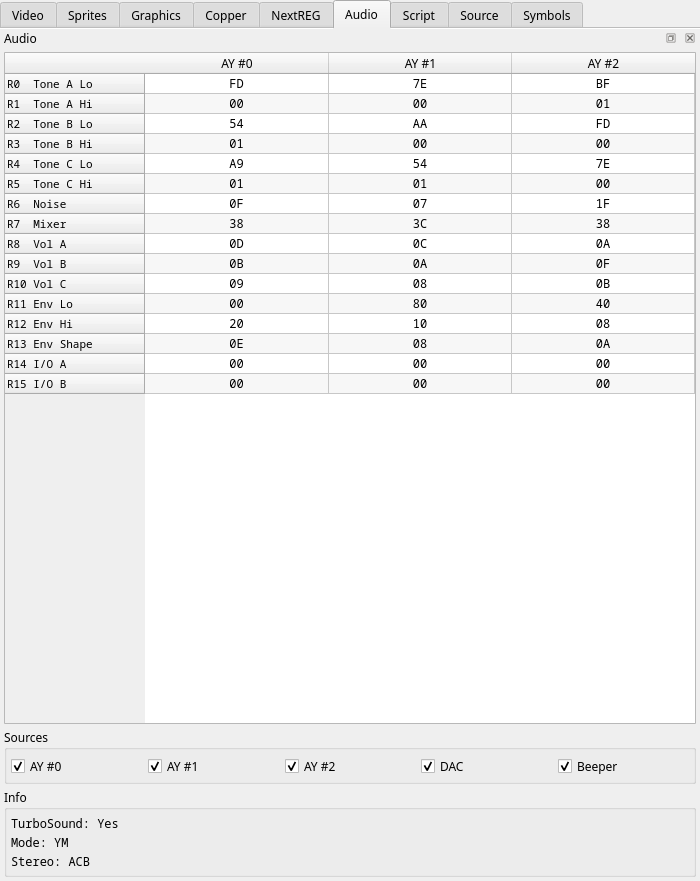 Video Sprites Graphics Copper NextREG Audio Script Source Symbols
Audio
AY #0 AY #1 AY #2
R0 Tone A Lo FD 7E BF
R1 Tone A Hi 00 00 01
R2 Tone B Lo 54 AA FD
R3 Tone B Hi 01 00 00
R4 Tone C Lo A9 54 7E
R5 Tone C Hi 01 01 00
R6 Noise 0F 07 1F
R7 Mixer 38 3C 38
R8 Vol A 0D 0C 0A
R9 Vol B 0B 0A 0F
R10 Vol C 09 08 0B
R11 Env Lo 00 80 40
R12 Env Hi 20 10 08
R13 Env Shape 0E 08 0A
R14 I/O A 00 00 00
R15 I/O B 00 00 00
Sources
AY #0 AY #1 AY #2 DAC Beeper
Info
TurboSound: Yes
Mode: YM
Stereo: ACB